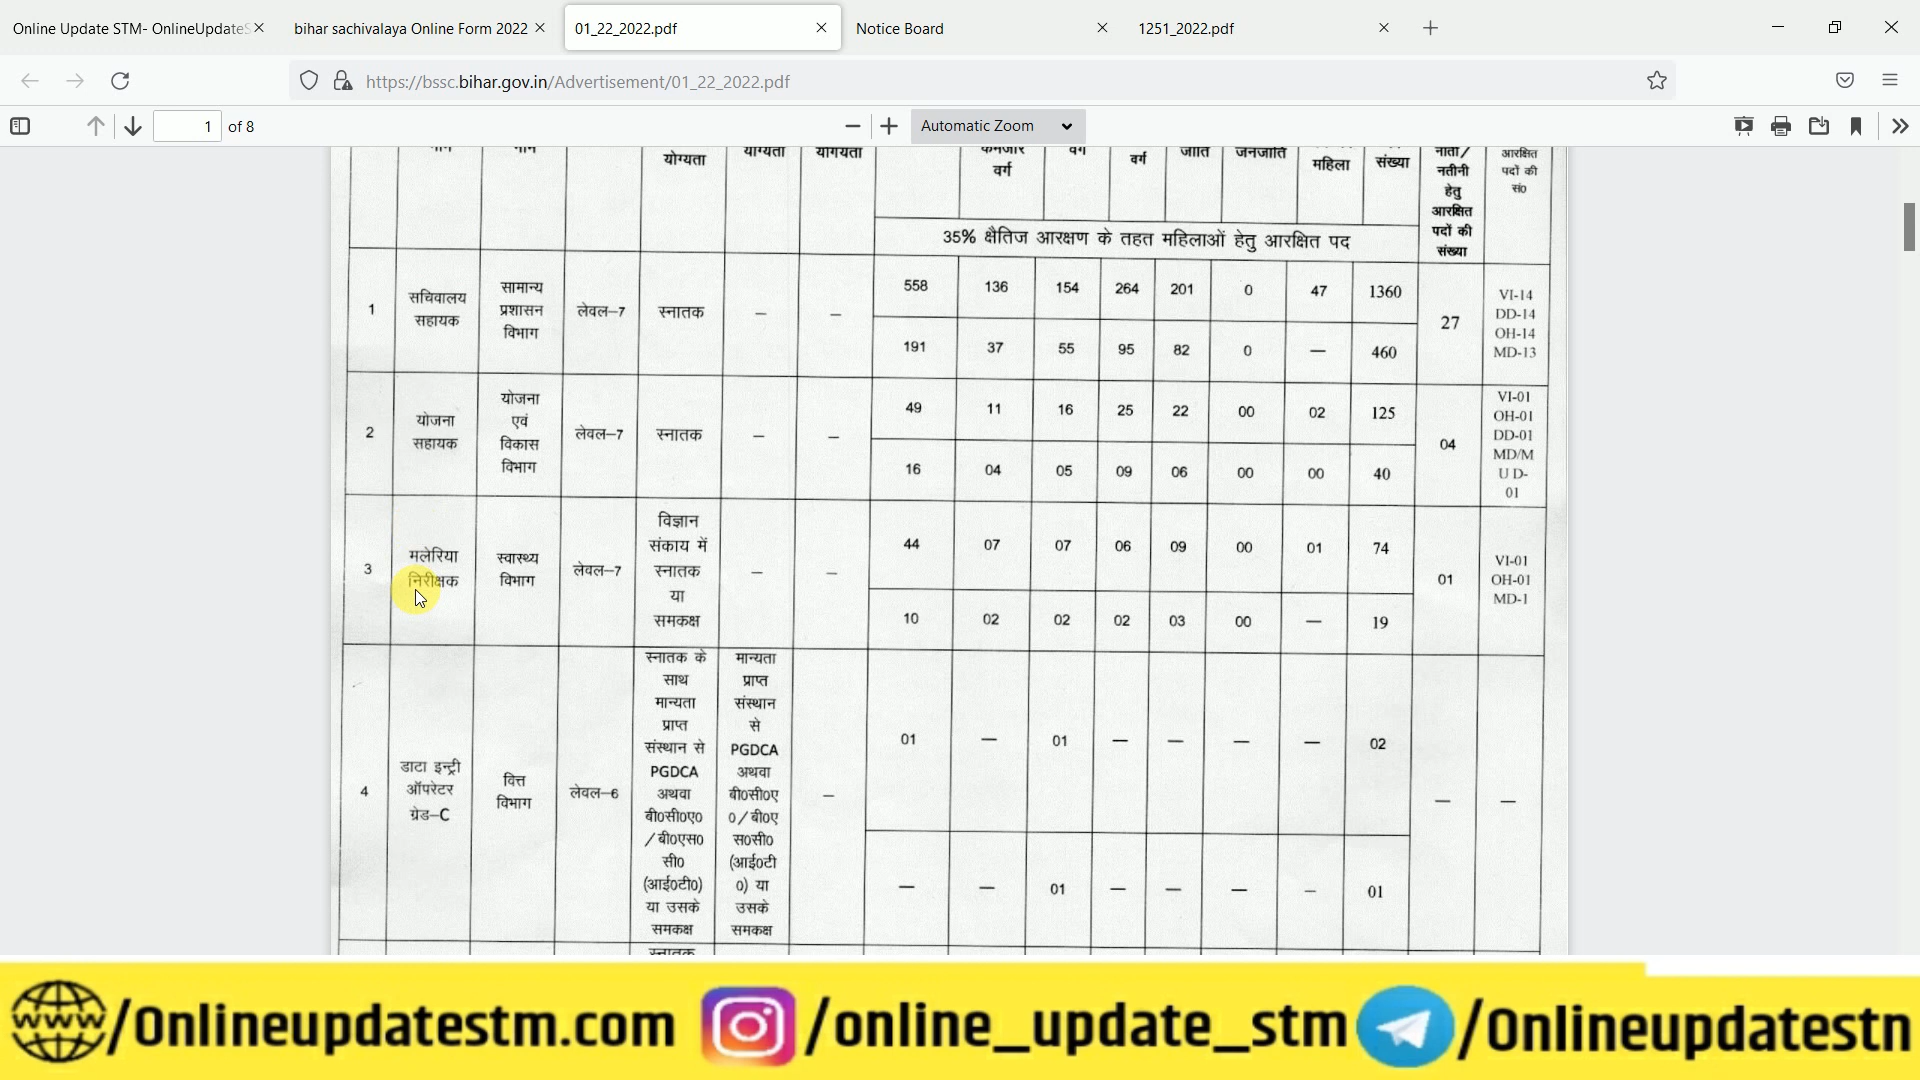 Online Update STM- OnlineUpdateS
bihar sachivalaya Online Form 2022
01_22_2022.pdf
Notice Board
1251_2022.pdf
https://bssc.bihar.gov.in/Advertisement/01_22_2022.pdf
1 of 8
Automatic Zoom
योग्यता योग्यता वर्ग वर्ग जाति जनजाति महिला संख्या
नाती/
नतीनी
हेतु
आरक्षित
पदों की
संख्या
आरक्षित
पदों की
सं0
35% क्षैतिज आरक्षण के तहत महिलाओं हेतु आरक्षित पद
1
सचिवालय
सहायक
सामान्य
प्रशासन
विभाग
लेवल–7
स्नातक
–
–
558 136 154 264 201 0 47 1360
191 37 55 95 82 0 — 460
27
VI-14
DD-14
OH-14
MD-13
2
योजना
सहायक
योजना
एवं
विकास
विभाग
लेवल–7
स्नातक
–
–
49 11 16 25 22 00 02 125
16 04 05 09 06 00 00 40
04
VI-01
OH-01
DD-01
MD/M
U D-
01
3
मलेरिया
निरीक्षक
स्वास्थ्य
विभाग
लेवल–7
विज्ञान
संकाय में
स्नातक
या
समकक्ष
–
–
44 07 07 06 09 00 01 74
10 02 02 02 03 00 — 19
01
VI-01
OH-01
MD-1
4
डाटा इन्ट्री
ऑपरेटर
ग्रेड–C
वित्त
विभाग
लेवल–6
स्नातक के
साथ
मान्यता
प्राप्त
संस्थान से
PGDCA
अथवा
बी0सी0ए0
/बी0एस0
सी0
(आई0टी0)
या उसके
समकक्ष
मान्यता
प्राप्त
संस्थान
से
PGDCA
अथवा
बी0सी0ए
0/बी0ए
स0सी0
(आई0टी
0) या
उसके
समकक्ष
–
01 — 01 — — — — 02
— — 01 — — — – 01
—
—
स्नातक
/Onlineupdatestm.com
/online_update_stm
/Onlineupdatestn